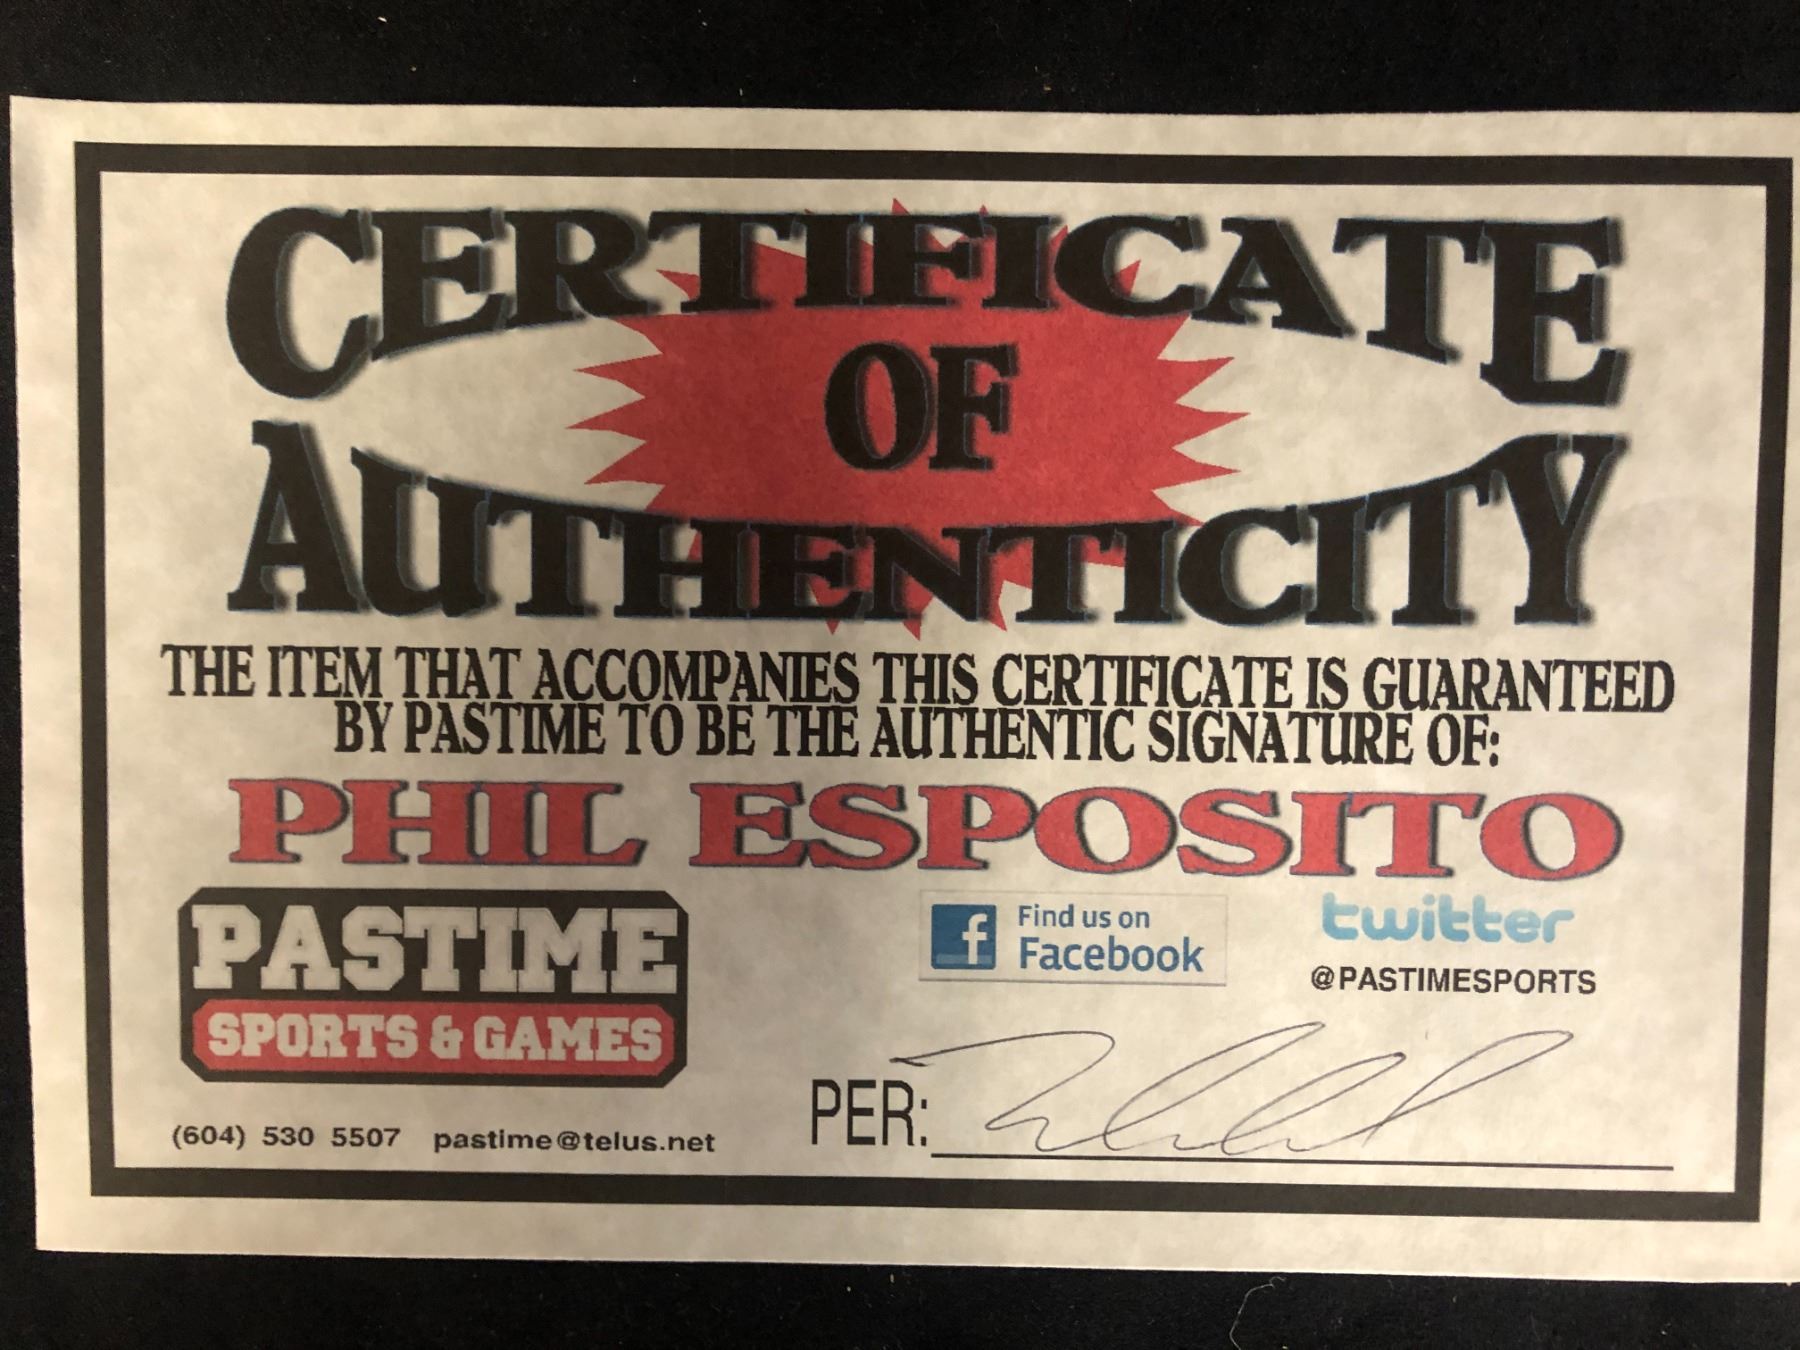 CERTIFICATE
OF
AUTHENTICITY
THE ITEM THAT ACCOMPANIES THIS CERTIFICATE IS GUARANTEED
BY PASTIME TO BE THE AUTHENTIC SIGNATURE OF:
PHIL ESPOSITO
PASTIME
SPORTS & GAMES
f Find us on
Facebook
twitter
@PASTIMESPORTS
(604) 530 5507 pastime@telus.net
PER: